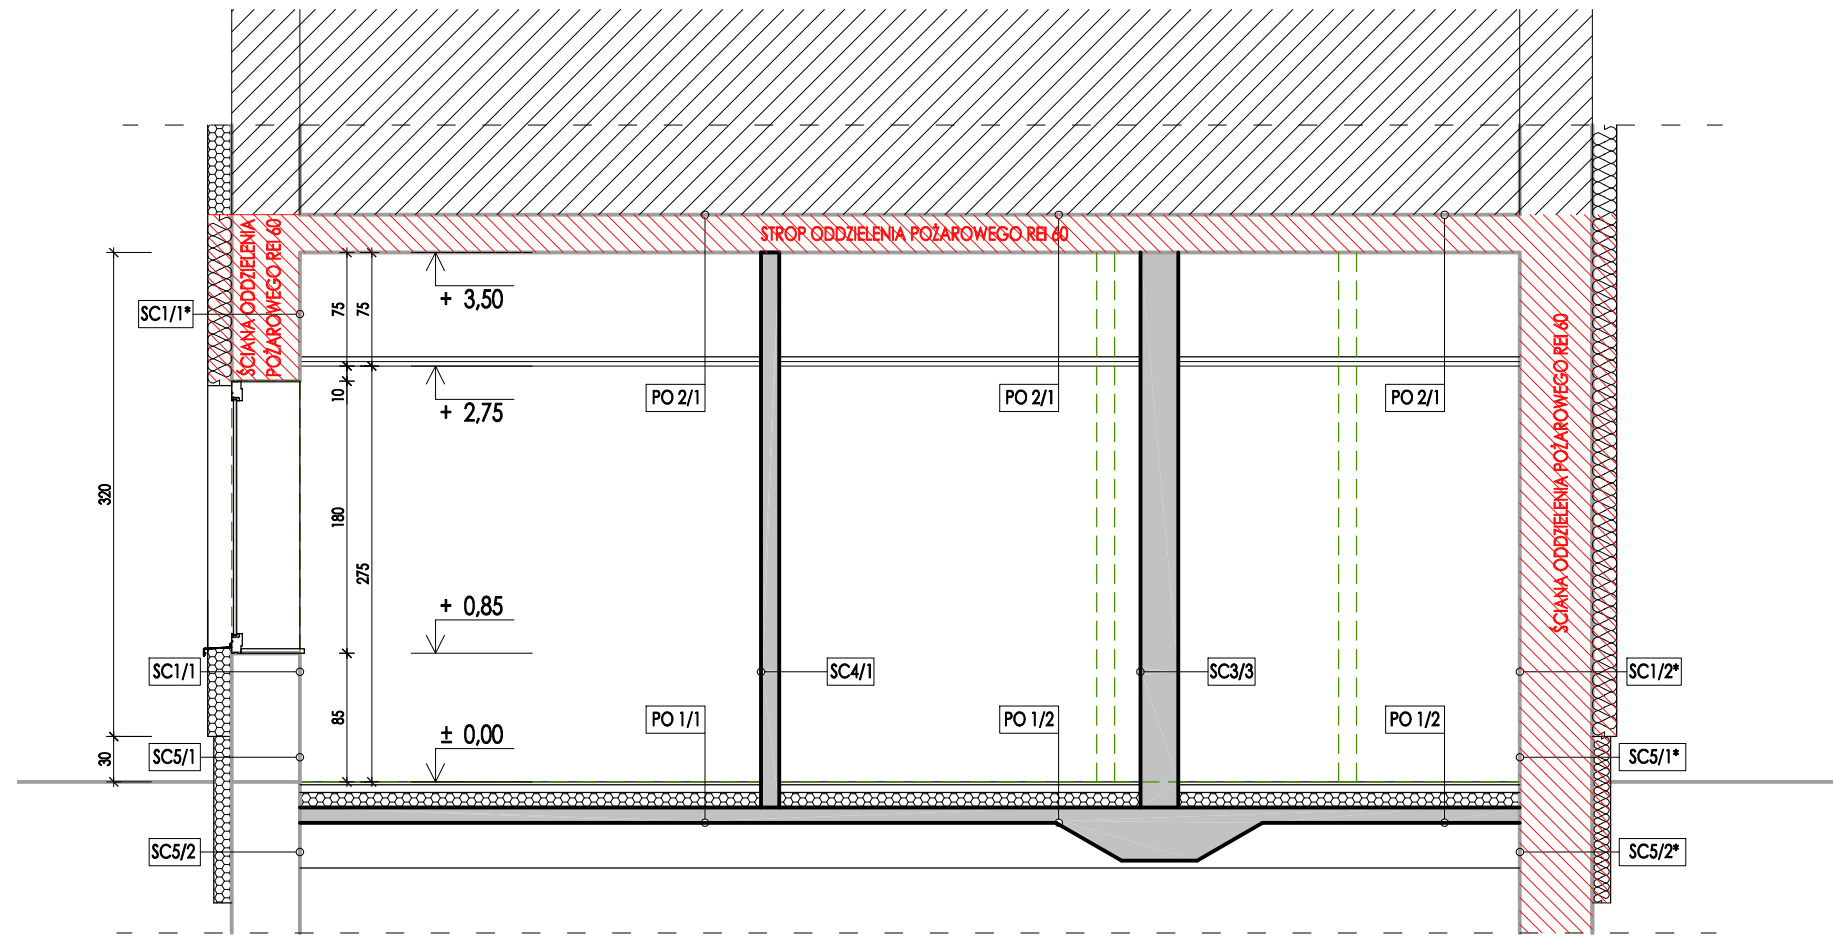 STROP ODDZIELENIA POŻAROWEGO REI 60
ŚCIANA ODDZIELENIA
POŻAROWEGO REI 60
SC1/1*
75
75
+ 3,50
10
+ 2,75
PO 2/1
PO 2/1
PO 2/1
ŚCIANA ODDZIELENIA POŻAROWEGO REI 60
320
180
275
+ 0,85
SC1/1
SC4/1
SC3/3
SC1/2*
85
PO 1/1
PO 1/2
PO 1/2
± 0,00
30
SC5/1
SC5/1*
SC5/2
SC5/2*